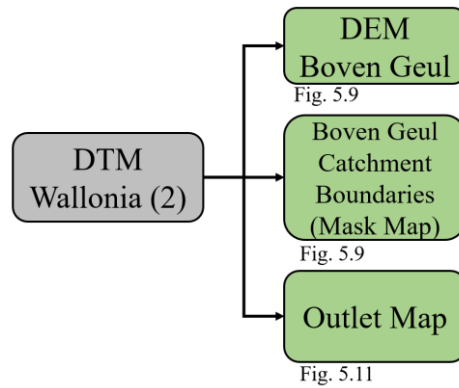 DEM
Boven Geul
Fig. 5.9
DTM
Wallonia (2)
Boven Geul
Catchment
Boundaries
(Mask Map)
Fig. 5.9
Outlet Map
Fig. 5.11